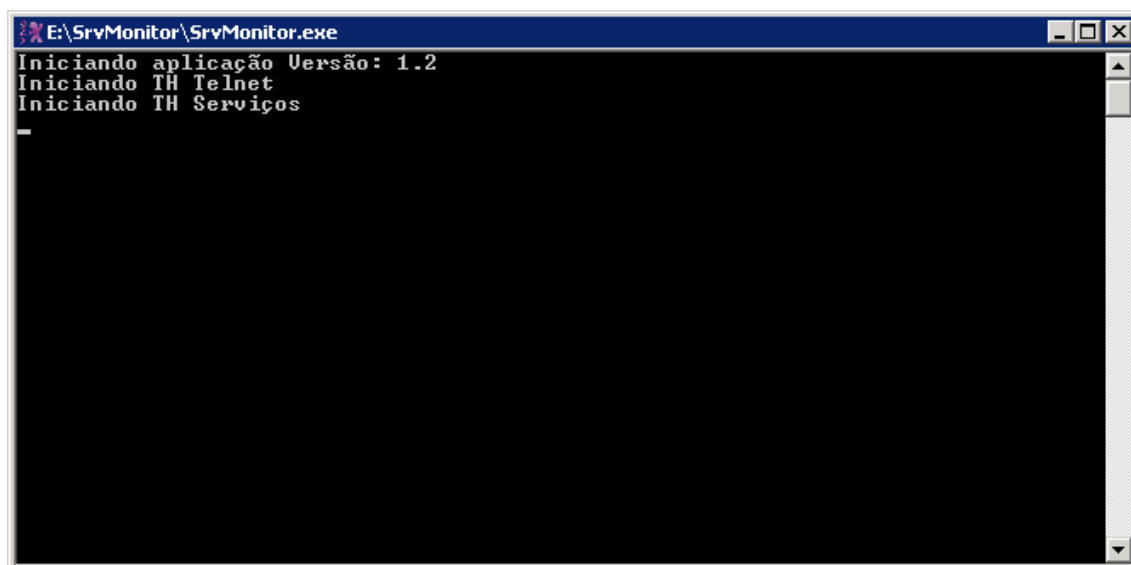 E:\SrvMonitor\SrvMonitor.exe
Iniciando aplicação Versão: 1.2
Iniciando TH Telnet
Iniciando TH Serviços